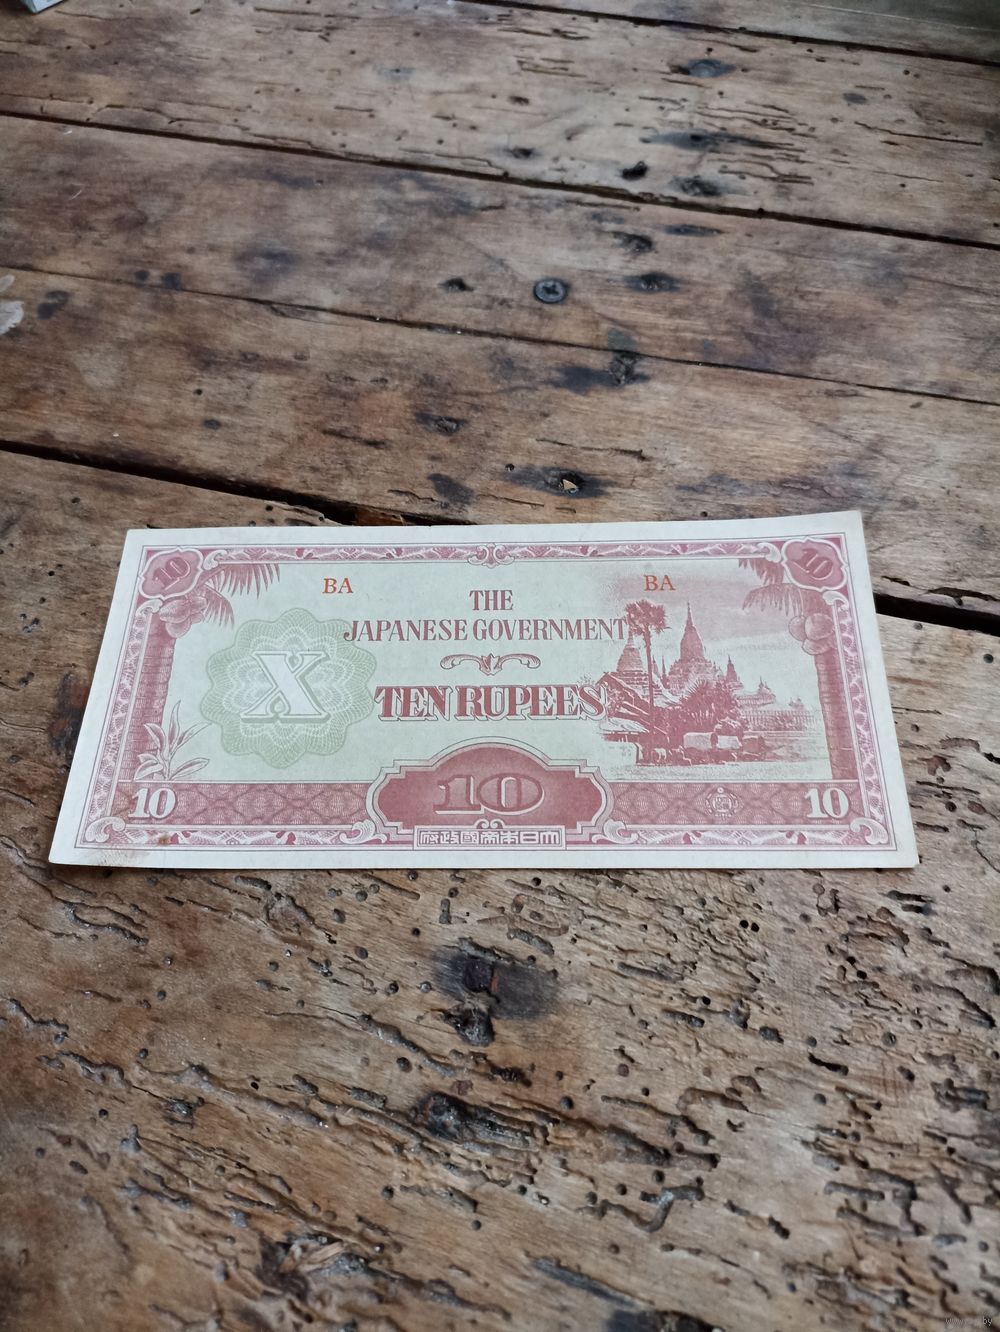 10 10
BA BA
THE
JAPANESE GOVERNMENT
X
TEN RUPEES
10
10 10
府政國帝本日大